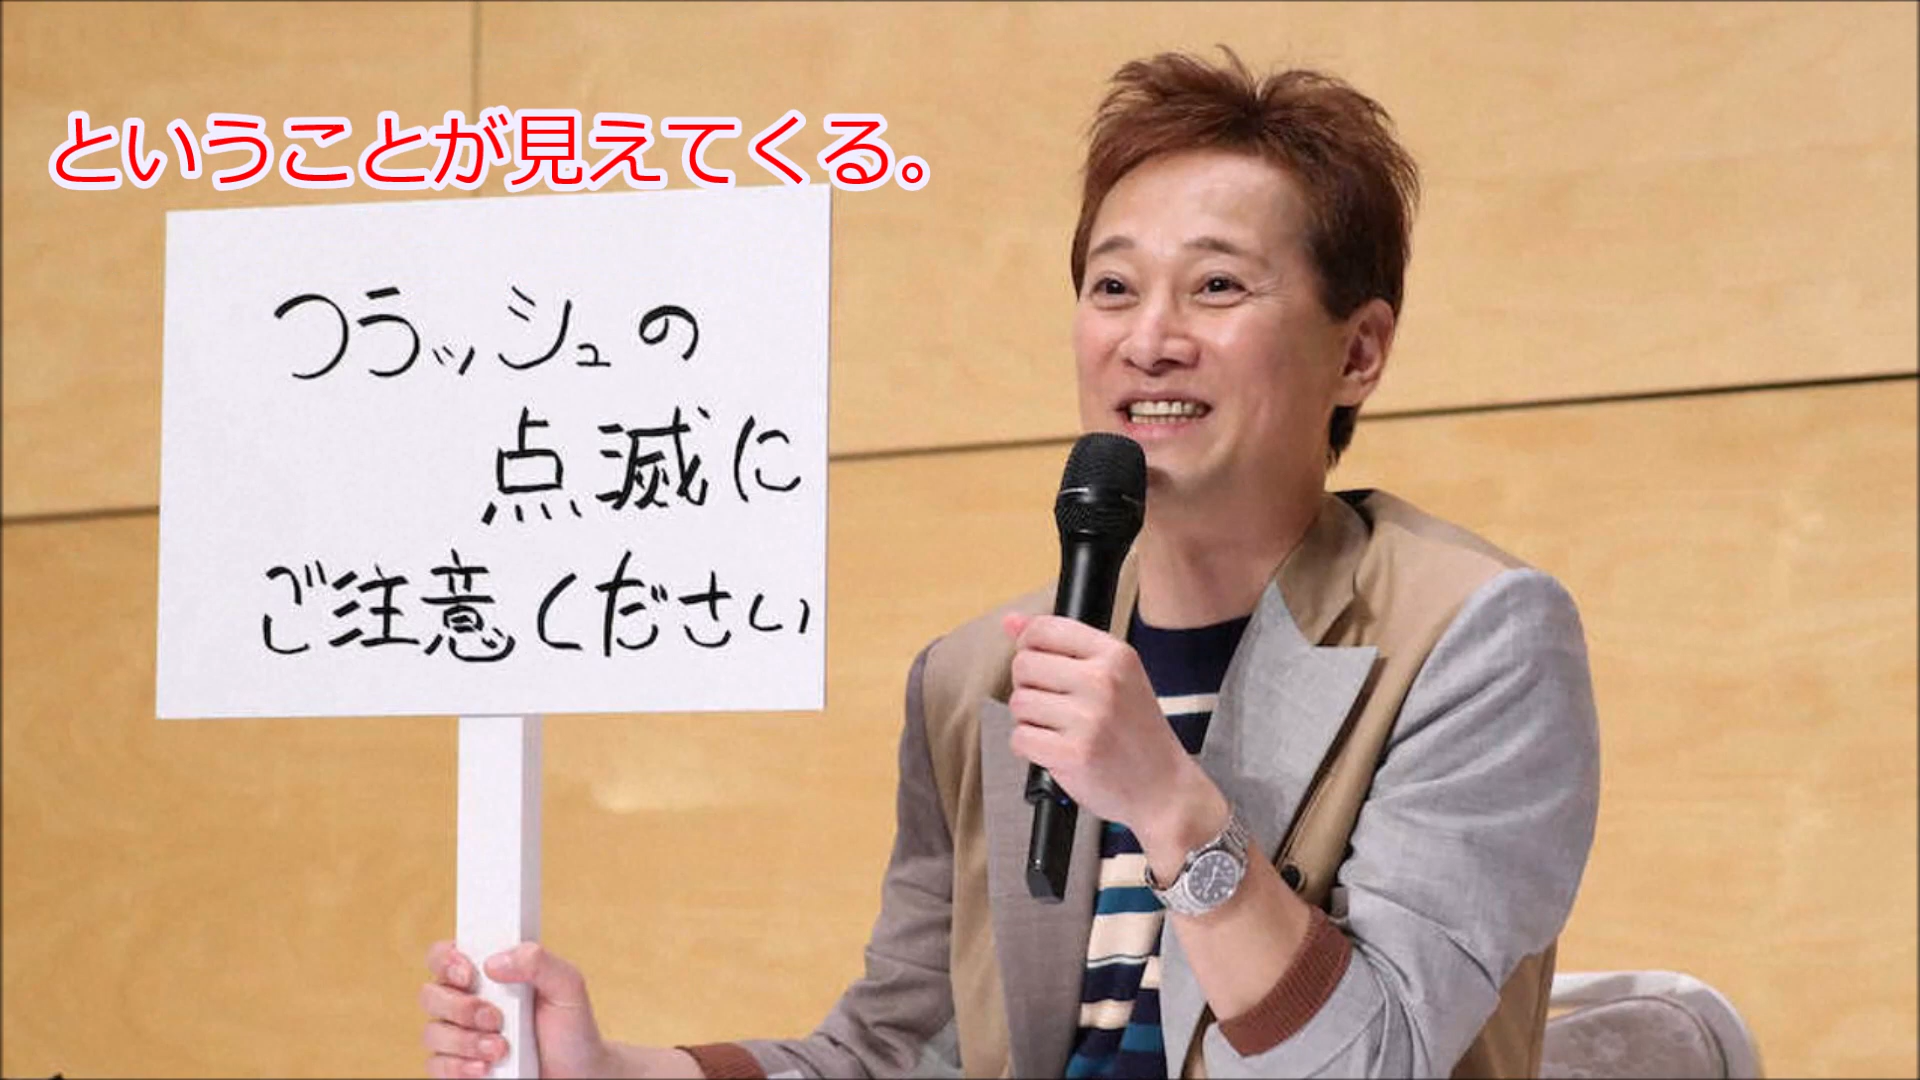 ということが見えてくる。
フラッシュの
点滅に
ご注意ください